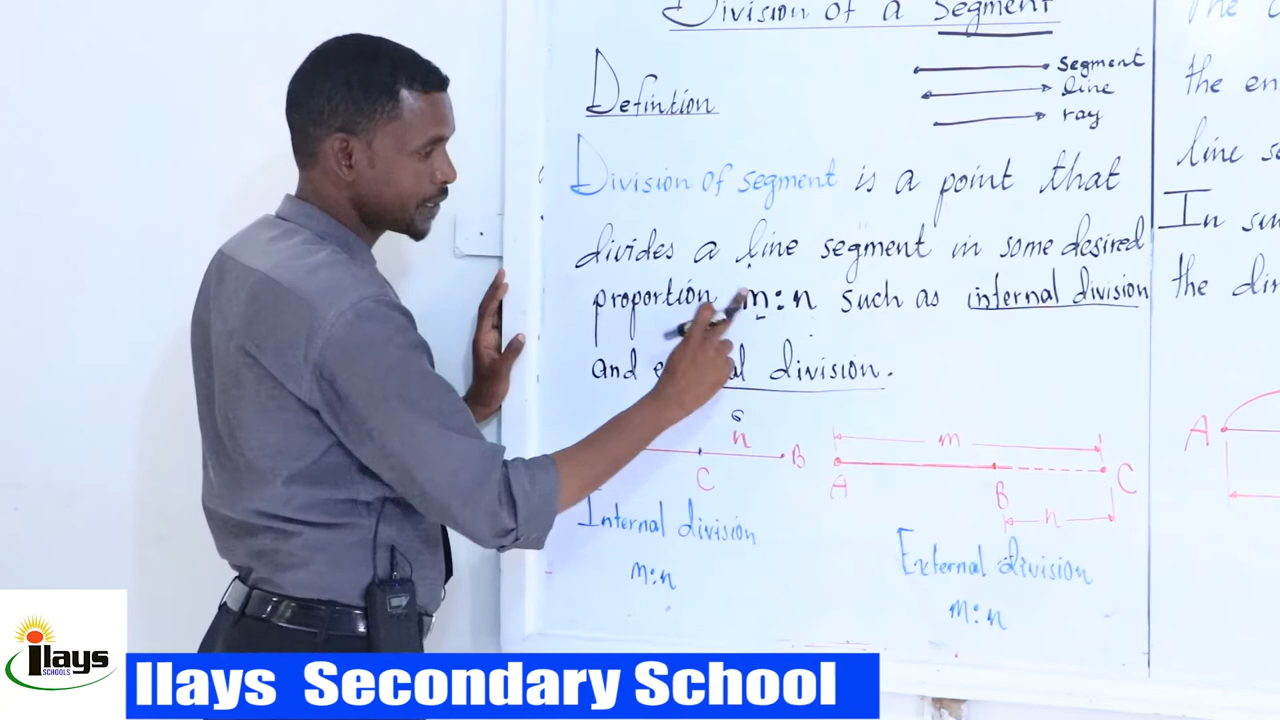 Division of a Segment
segment
line
ray
Defintion
Division of segment is a point that
divides a line segment in some desired
proportion m:n such as internal division
and al division.
n
C
B
Internal division
m:n
m
A
B
C
n
External division
m:n
the en
line s
In
the di
A
ilays
SCHOOLS
Ilays Secondary School